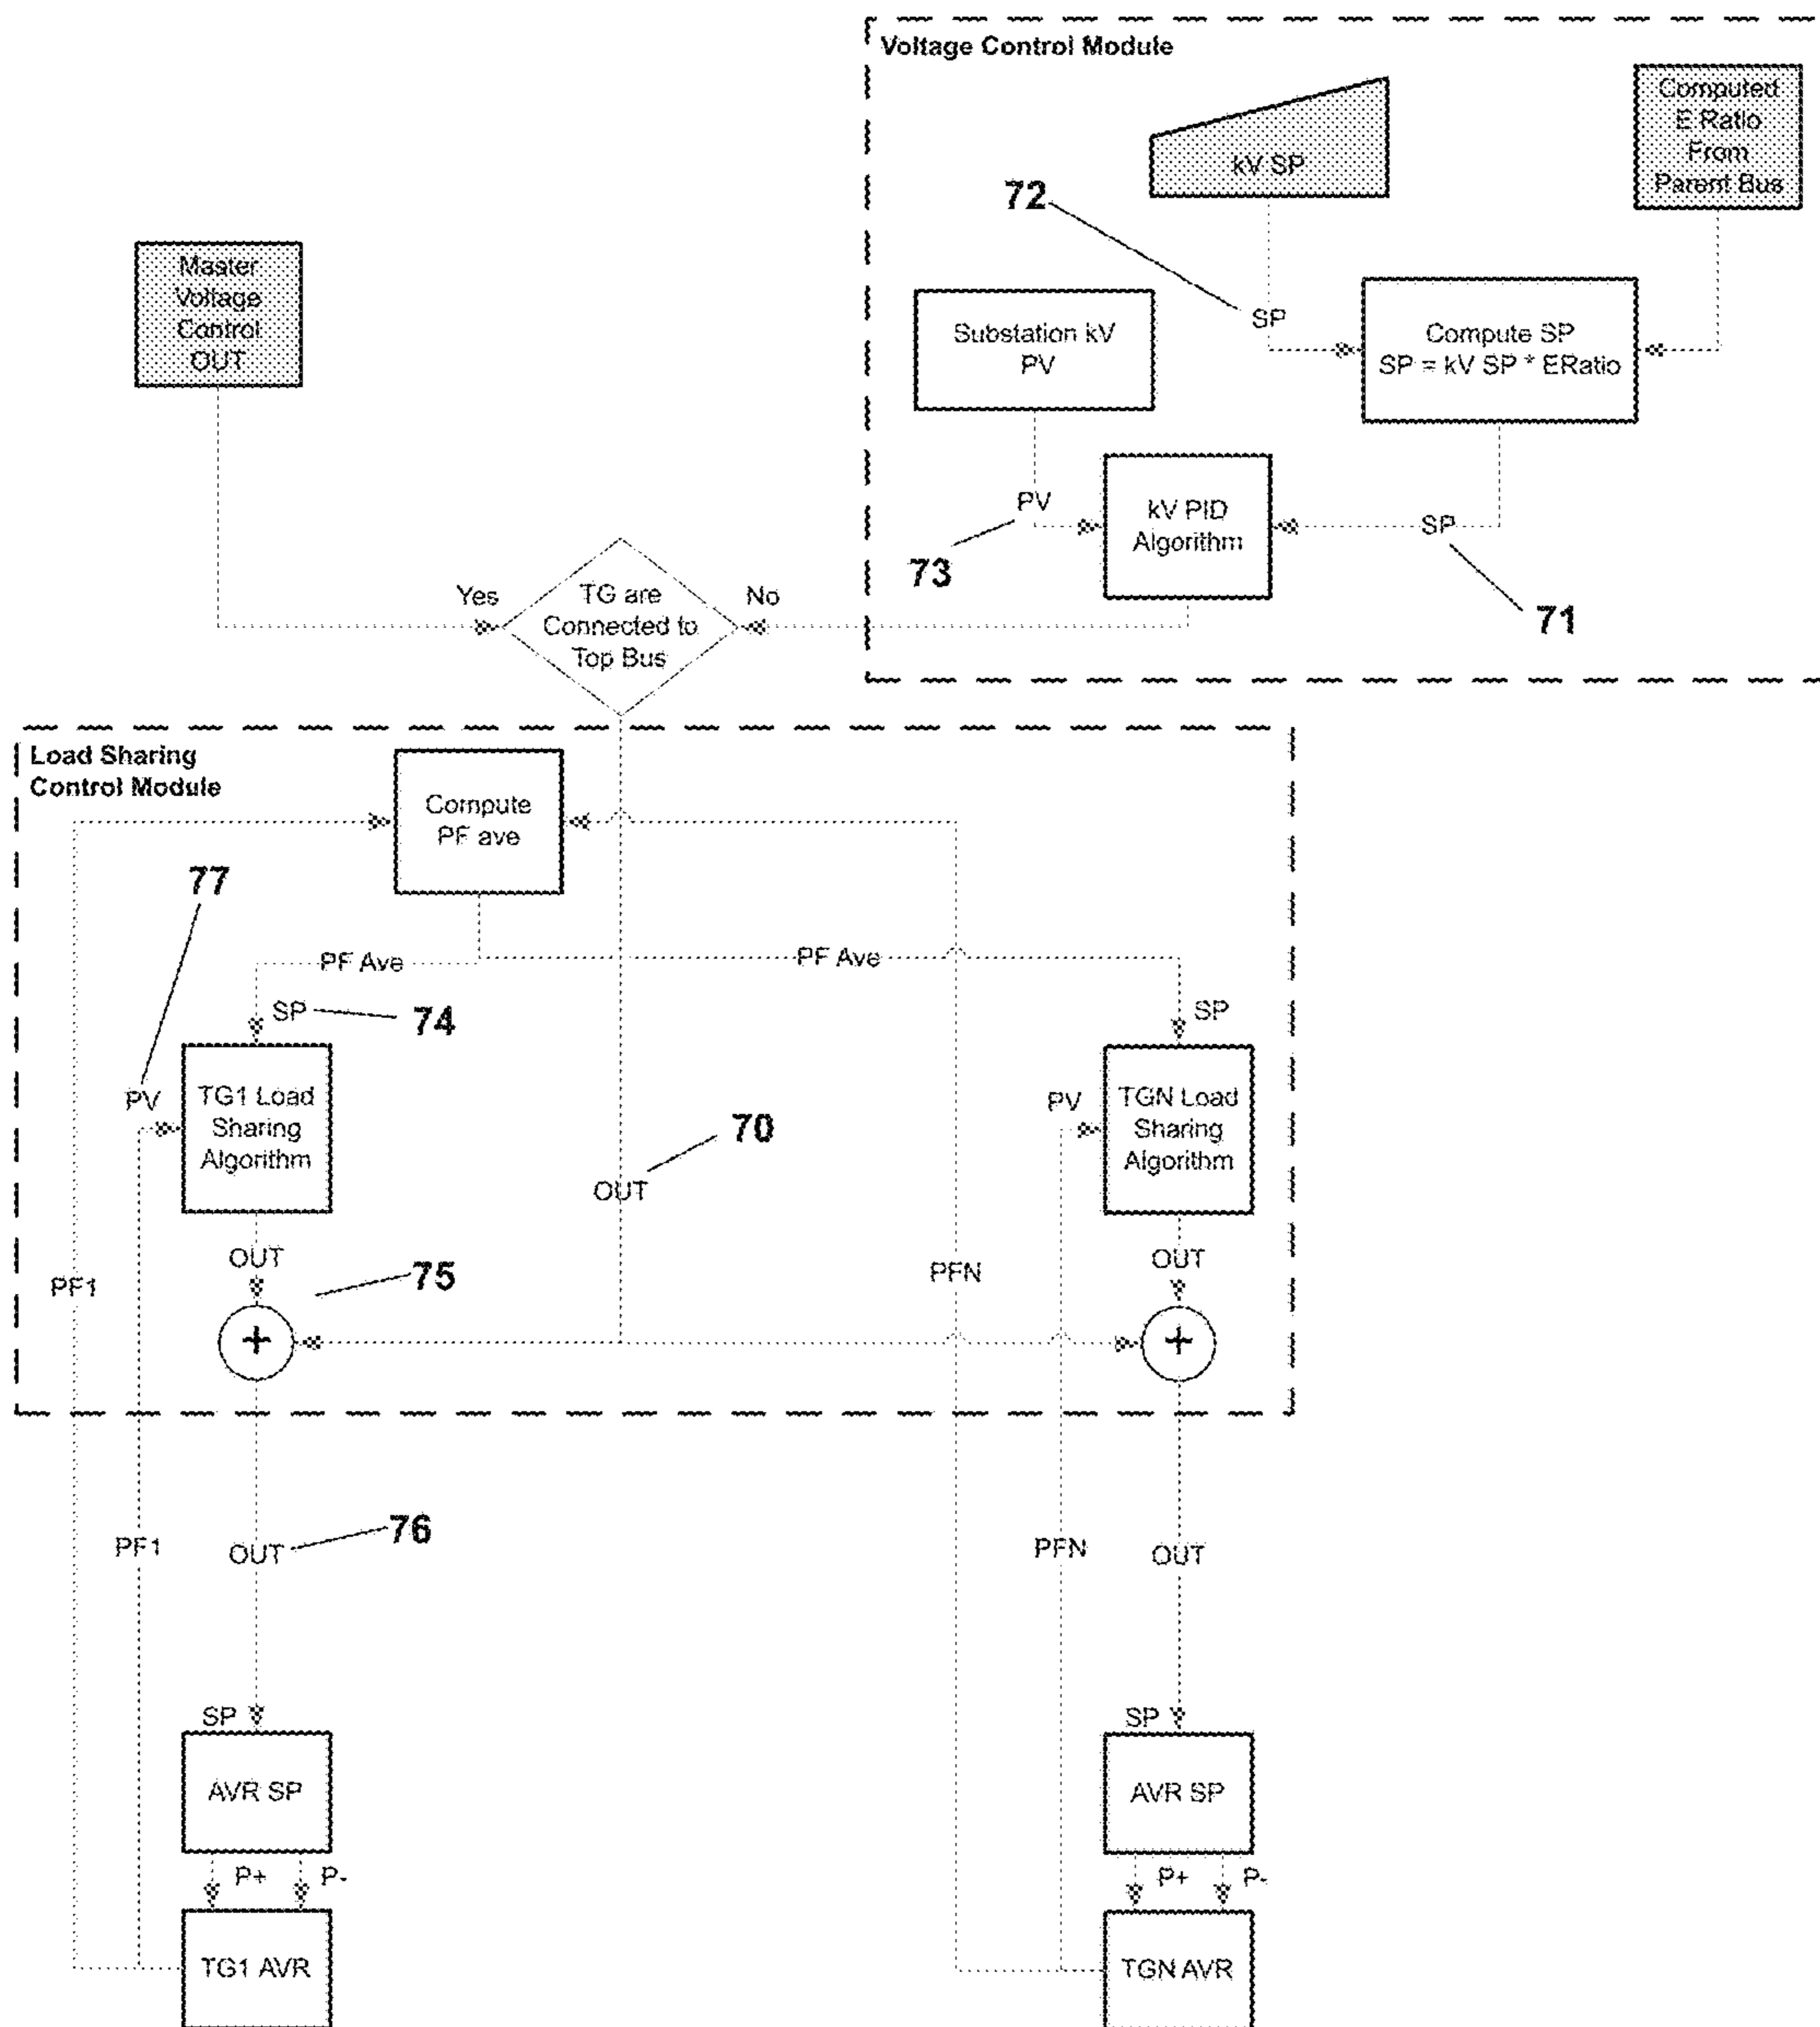 Voltage Control Module
kV SP
Computed
E Ratio
From
Parent Bus
72
Master
Voltage
Control
OUT
Substation kV
PV
SP
Compute SP
SP = kV SP * ERatio
PV
73
kV PID
Algorithm
SP
71
Yes
TG are
Connected to
Top Bus
No
Load Sharing
Control Module
Compute
PF ave
77
PF Ave
PF Ave
SP
74
SP
PV
TG1 Load
Sharing
Algorithm
70
OUT
PV
TGN Load
Sharing
Algorithm
OUT
75
OUT
PF1
PFN
+
+
PF1
OUT
76
PFN
OUT
SP
SP
AVR SP
AVR SP
P+
P-
P+
P-
TG1 AVR
TGN AVR